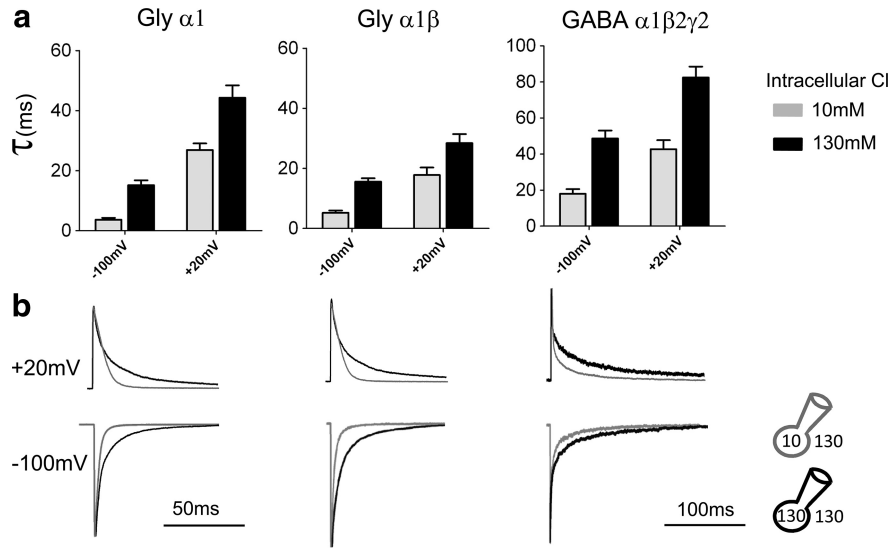 a
Gly α1
Gly α1β
GABA α1β2γ2
τ(ms)
60
40
20
0
-100mV
+20mV
60
40
20
0
-100mV
+20mV
100
80
60
40
20
0
-100mV
+20mV
Intracellular Cl
10mM
130mM
b
+20mV
-100mV
50ms
100ms
10 130
130 130